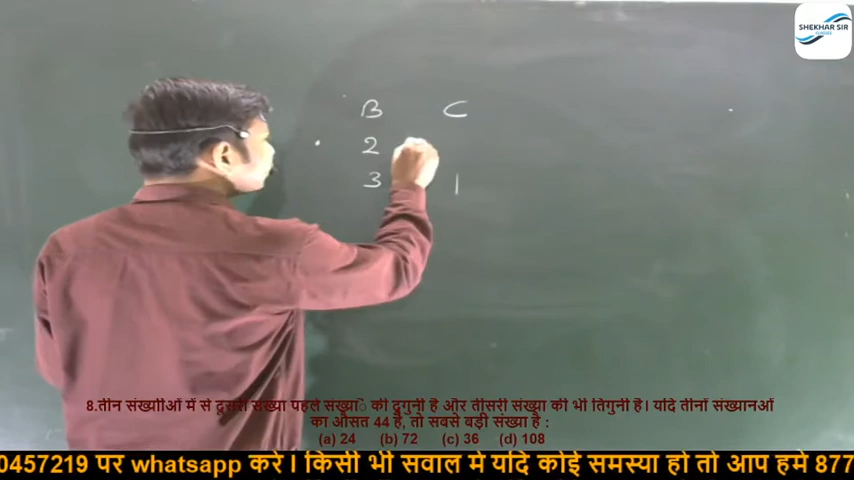 SHEKHAR SIR
CLASSES
B C
2
3 1
8.तीन संख्याीओं में से दूसरी संख्या पहले संख्याे की दुगुनी है और तीसरी संख्या की भी तिगुनी है। यदि तीनों संख्यानओं
का औसत 44 है, तो सबसे बड़ी संख्या है :
(a) 24 (b) 72 (c) 36 (d) 108
0457219 पर whatsapp करे l किसी भी सवाल मे यदि कोई समस्या हो तो आप हमे 877